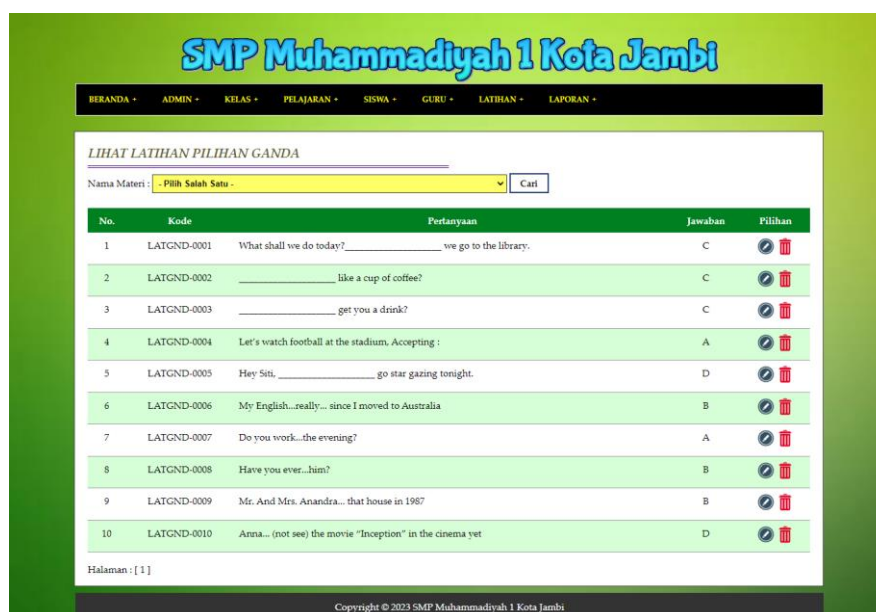 SMP Muhammadiyah 1 Kota Jambi
BERANDA + ADMIN + KELAS + PELAJARAN + SISWA + GURU + LATIHAN + LAPORAN +
LIHAT LATIHAN PILIHAN GANDA
Nama Materi : - Pilih Salah Satu - Cari
No. Kode Pertanyaan Jawaban Pilihan
1 LATGND-0001 What shall we do today?____________________ we go to the library. C
2 LATGND-0002 ____________________ like a cup of coffee? C
3 LATGND-0003 ____________________ get you a drink? C
4 LATGND-0004 Let's watch football at the stadium, Accepting : A
5 LATGND-0005 Hey Siti, ____________________ go star gazing tonight. D
6 LATGND-0006 My English...really... since I moved to Australia B
7 LATGND-0007 Do you work...the evening? A
8 LATGND-0008 Have you ever...him? B
9 LATGND-0009 Mr. And Mrs. Anandra... that house in 1987 B
10 LATGND-0010 Anna... (not see) the movie “Inception” in the cinema yet D
Halaman : [ 1 ]
Copyright © 2023 SMP Muhammadiyah 1 Kota Jambi